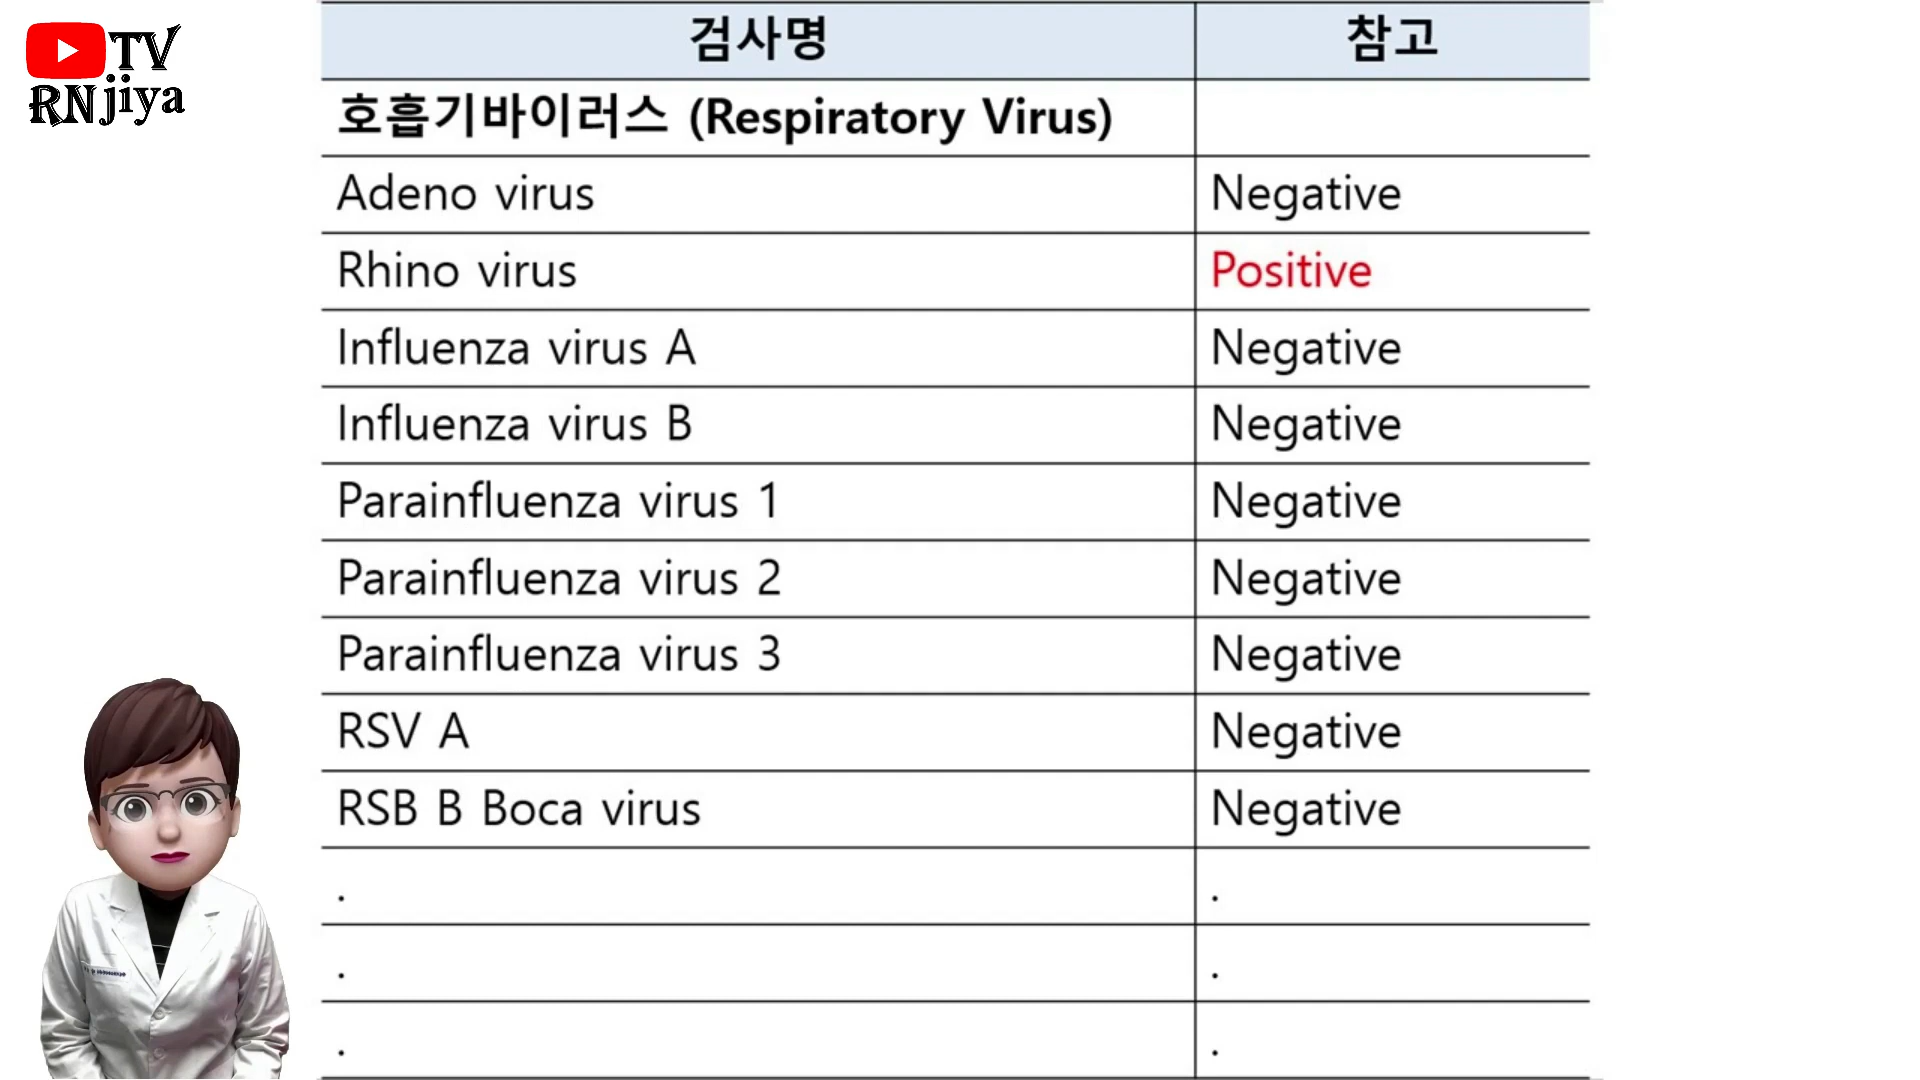 TV
RNjiya
검사명 참고
호흡기바이러스 (Respiratory Virus)
Adeno virus Negative
Rhino virus Positive
Influenza virus A Negative
Influenza virus B Negative
Parainfluenza virus 1 Negative
Parainfluenza virus 2 Negative
Parainfluenza virus 3 Negative
RSV A Negative
RSB B Boca virus Negative
. .
. .
. .